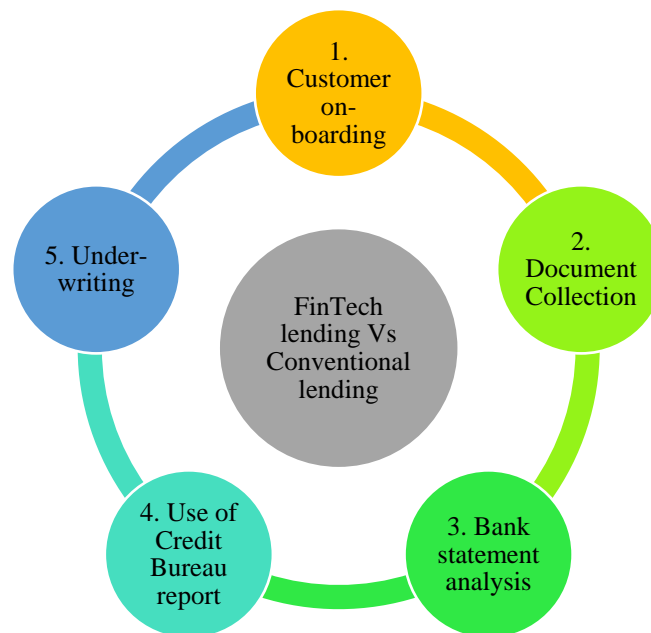 1.
Customer
on-
boarding
2.
Document
Collection
3. Bank
statement
analysis
4. Use of
Credit
Bureau
report
5. Under-
writing
FinTech
lending Vs
Conventional
lending